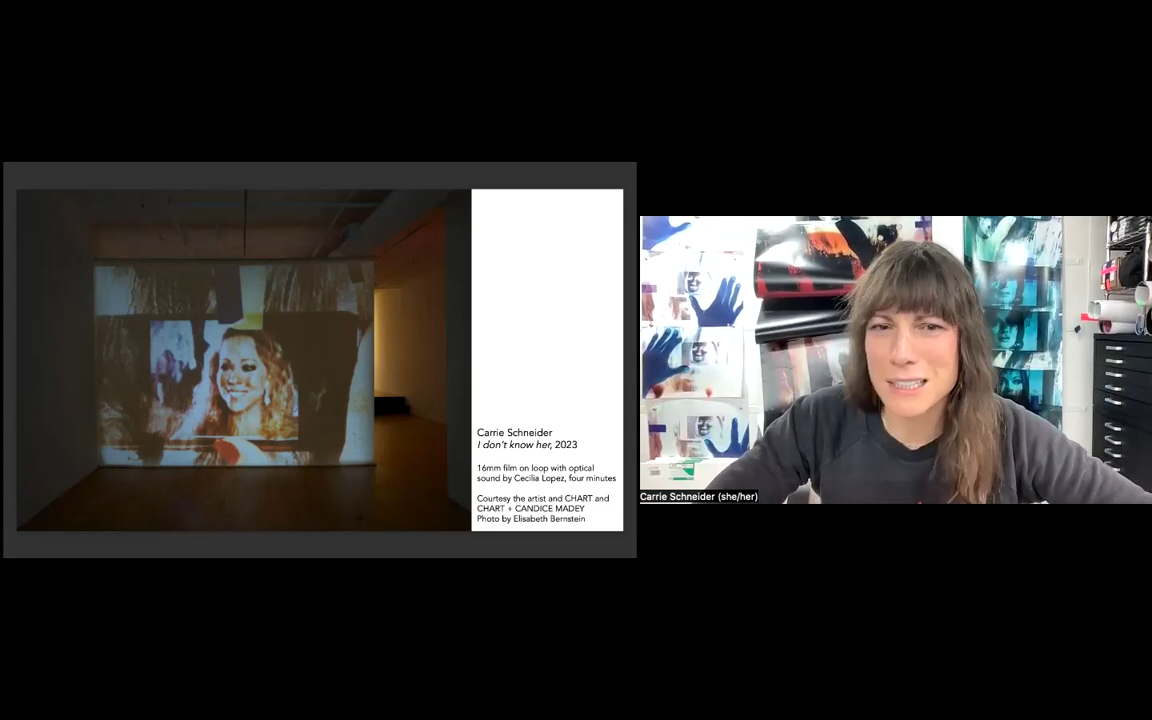 Carrie Schneider
I don't know her, 2023
16mm film on loop with optical
sound by Cecilia Lopez, four minutes
Courtesy the artist and CHART and
CHART + CANDICE MADEY
Photo by Elisabeth Bernstein
Carrie Schneider (she/her)